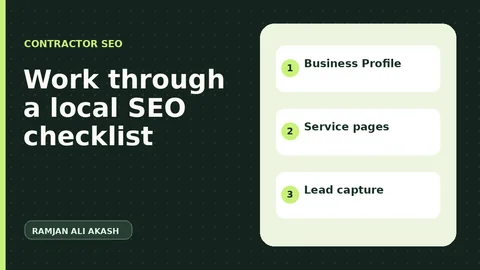 CONTRACTOR SEO
Work through
a local SEO
checklist
RAMJAN ALI AKASH
1 Business Profile
2 Service pages
3 Lead capture